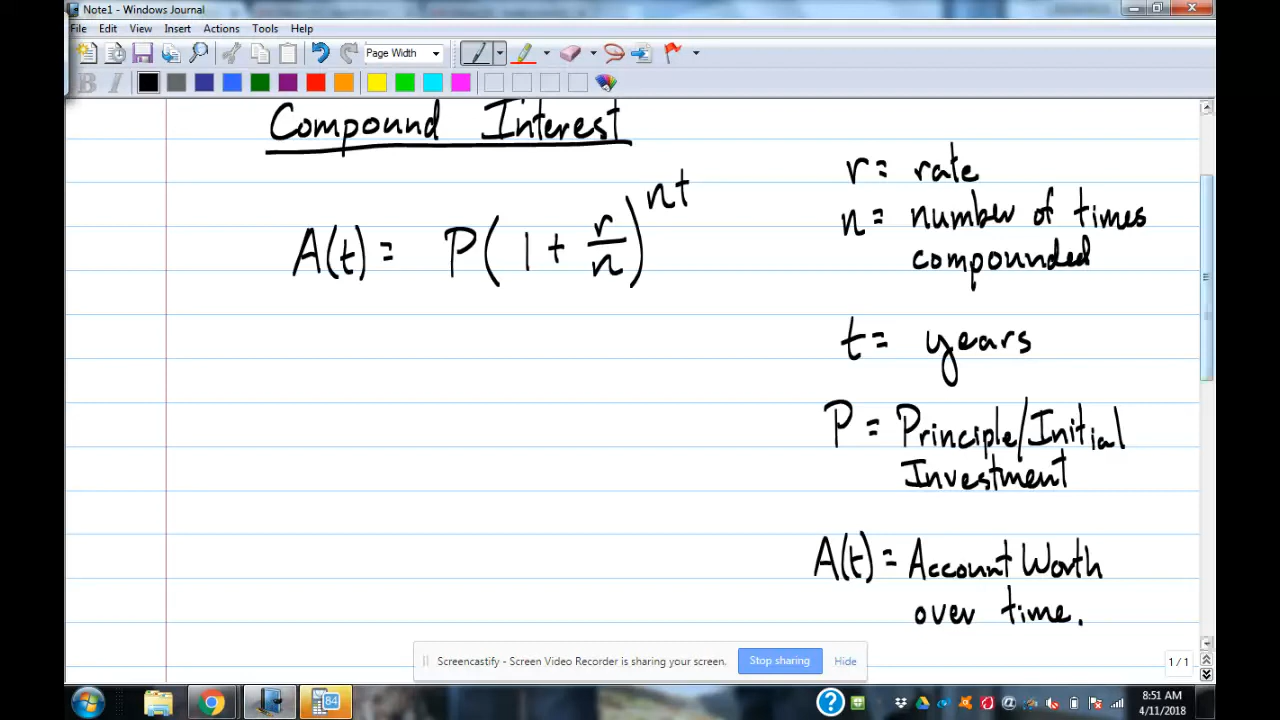 Note1 - Windows Journal
File Edit View Insert Actions Tools Help
Page Width
B I
Compound Interest
A(t) = P(1 + r/n)^nt
r = rate
n = number of times
compounded
t = years
P = Principle/Initial
Investment
A(t) = Account Worth
over time.
Screencastify - Screen Video Recorder is sharing your screen. Stop sharing Hide
1 / 1
84
8:51 AM
4/11/2018